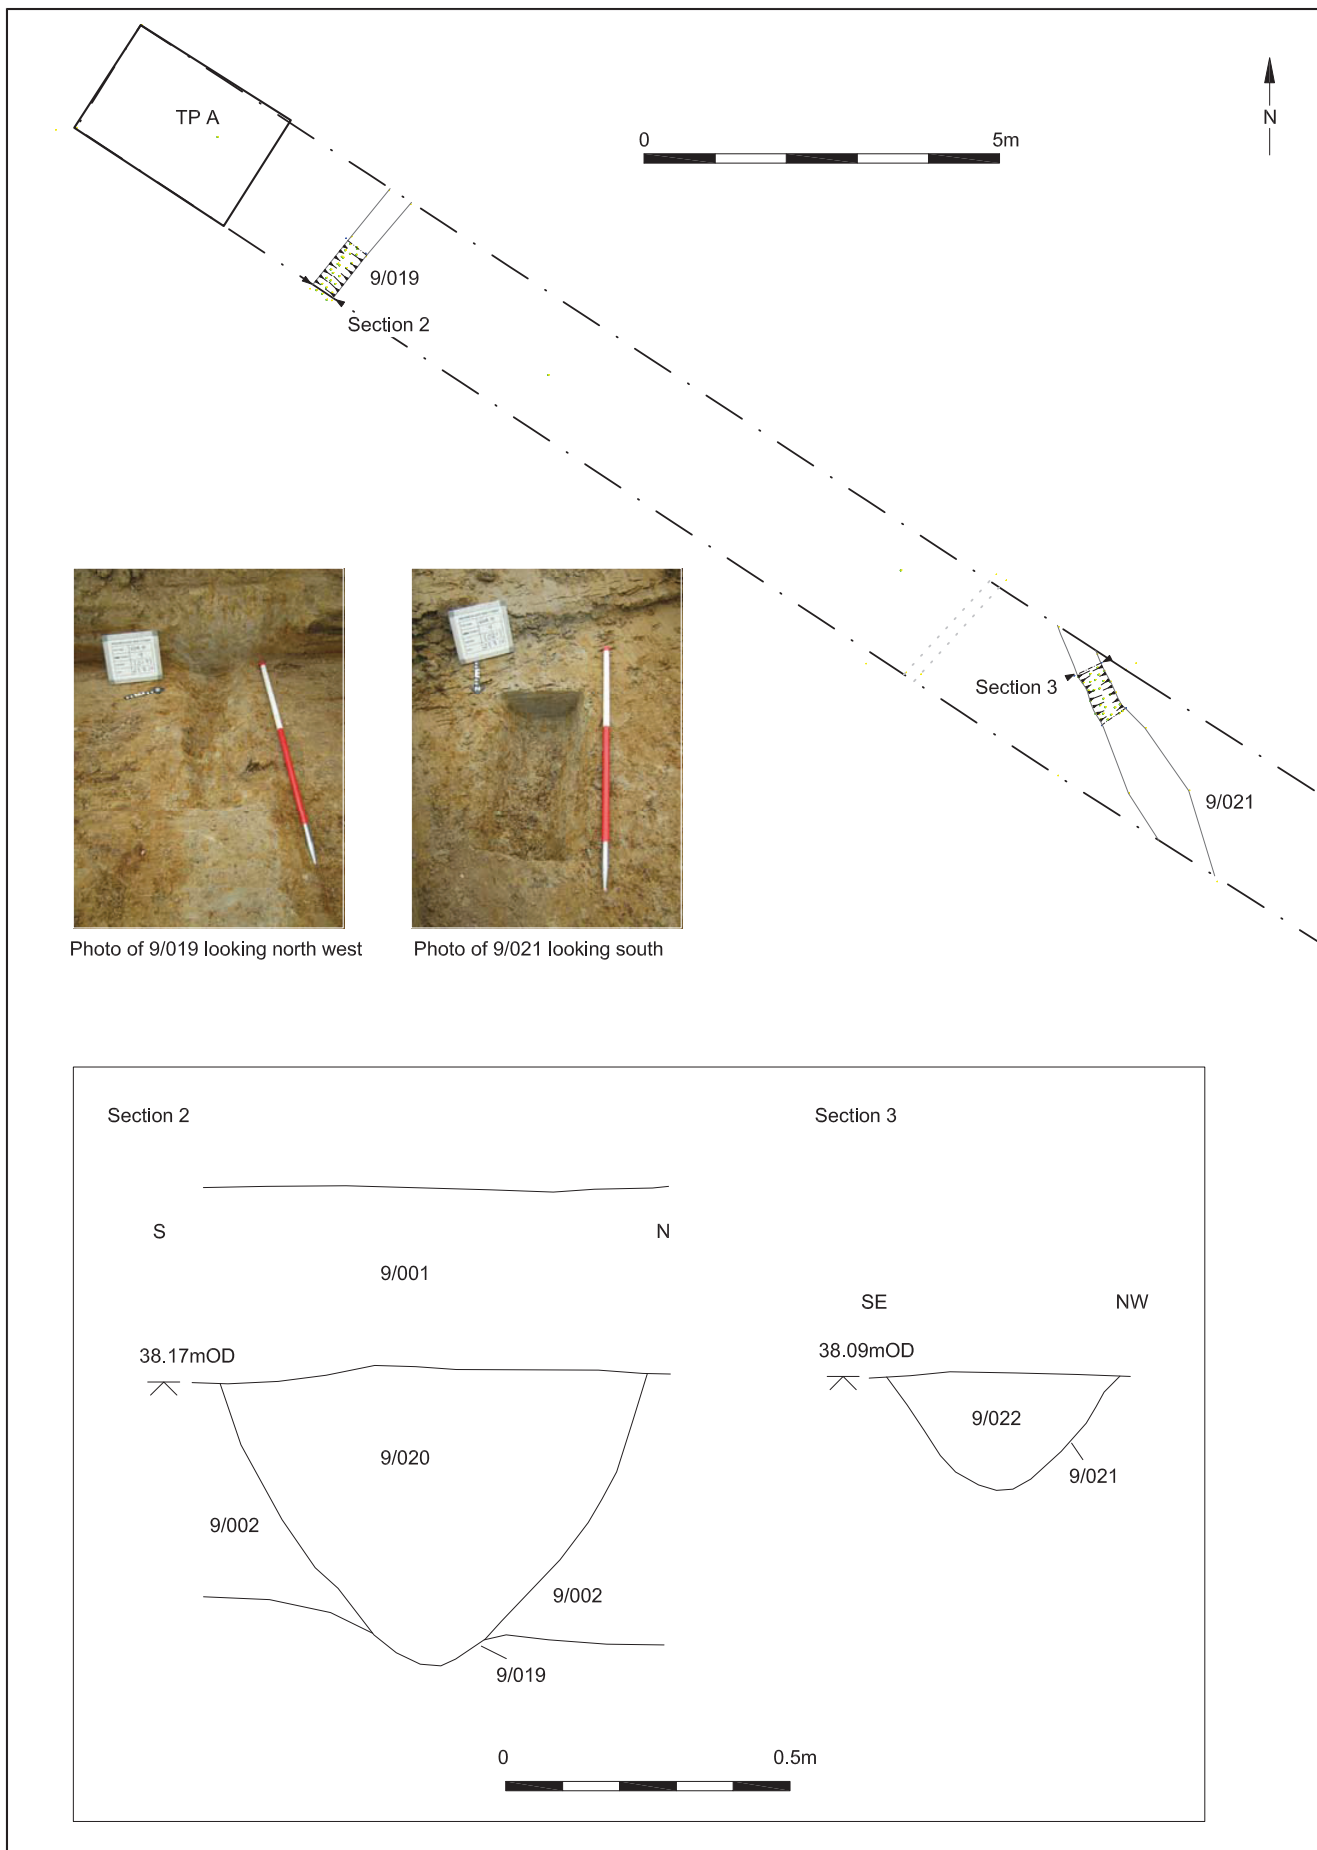 TP A
N
0 5m
9/019
Section 2
Section 3
9/021
Photo of 9/019 looking north west
Photo of 9/021 looking south
Section 2
Section 3
S N
9/001
SE NW
38.17mOD
38.09mOD
9/022
9/020
9/021
9/002
9/002
9/019
0 0.5m